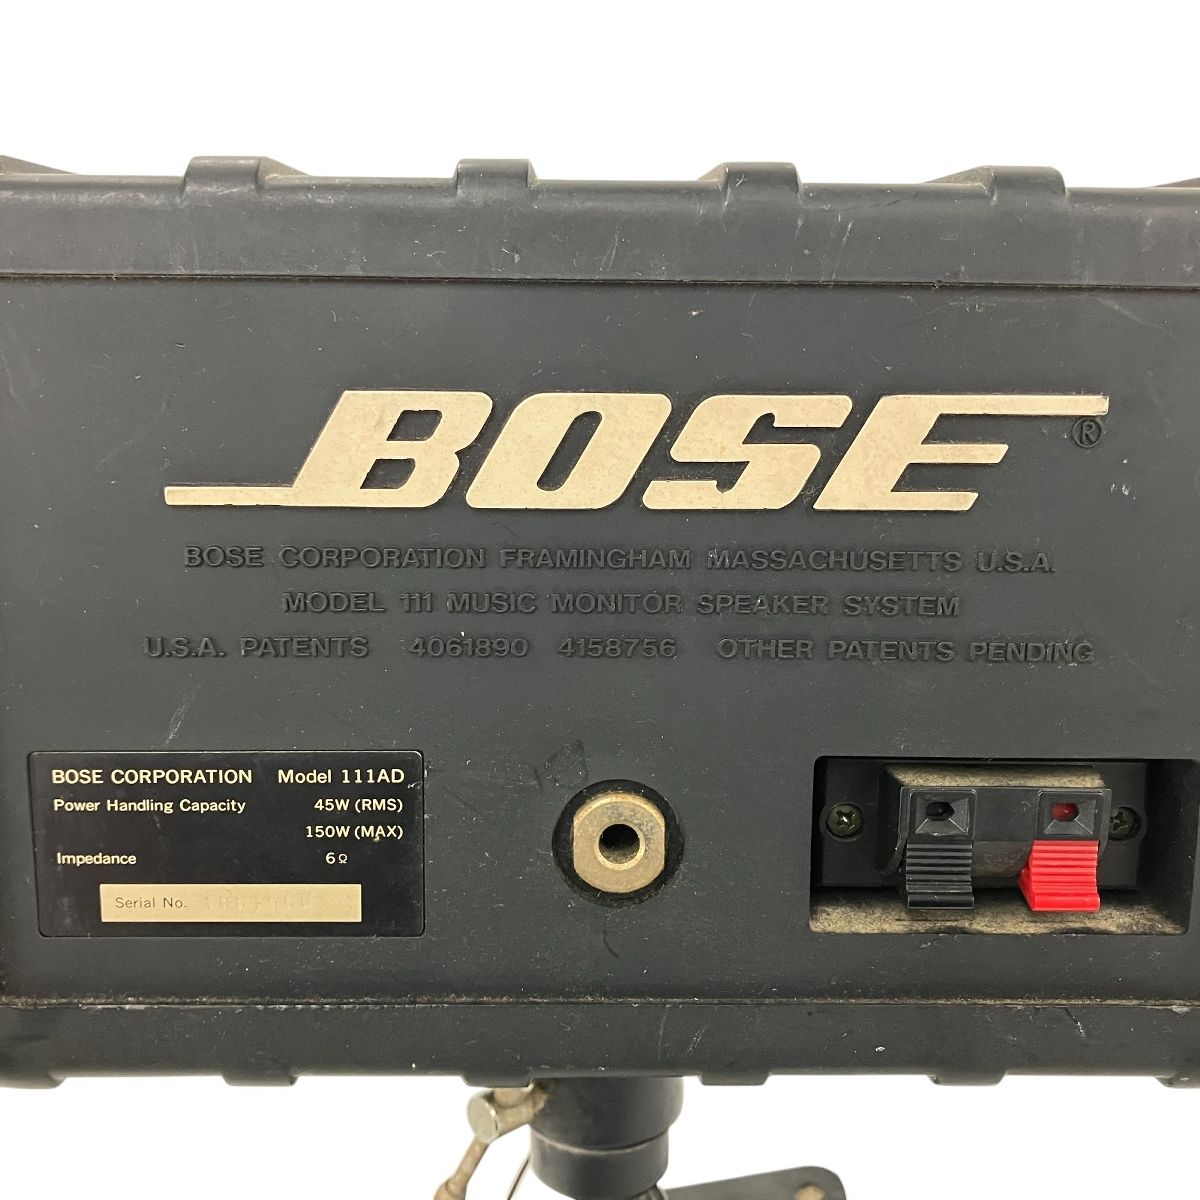 BOSE®
BOSE CORPORATION FRAMINGHAM MASSACHUSETTS U.S.A.
MODEL 111 MUSIC MONITOR SPEAKER SYSTEM
U.S.A. PATENTS 4061890 4158756 OTHER PATENTS PENDING
BOSE CORPORATION Model 111AD
Power Handling Capacity 45W (RMS)
150W (MAX)
Impedance 6Ω
Serial No.